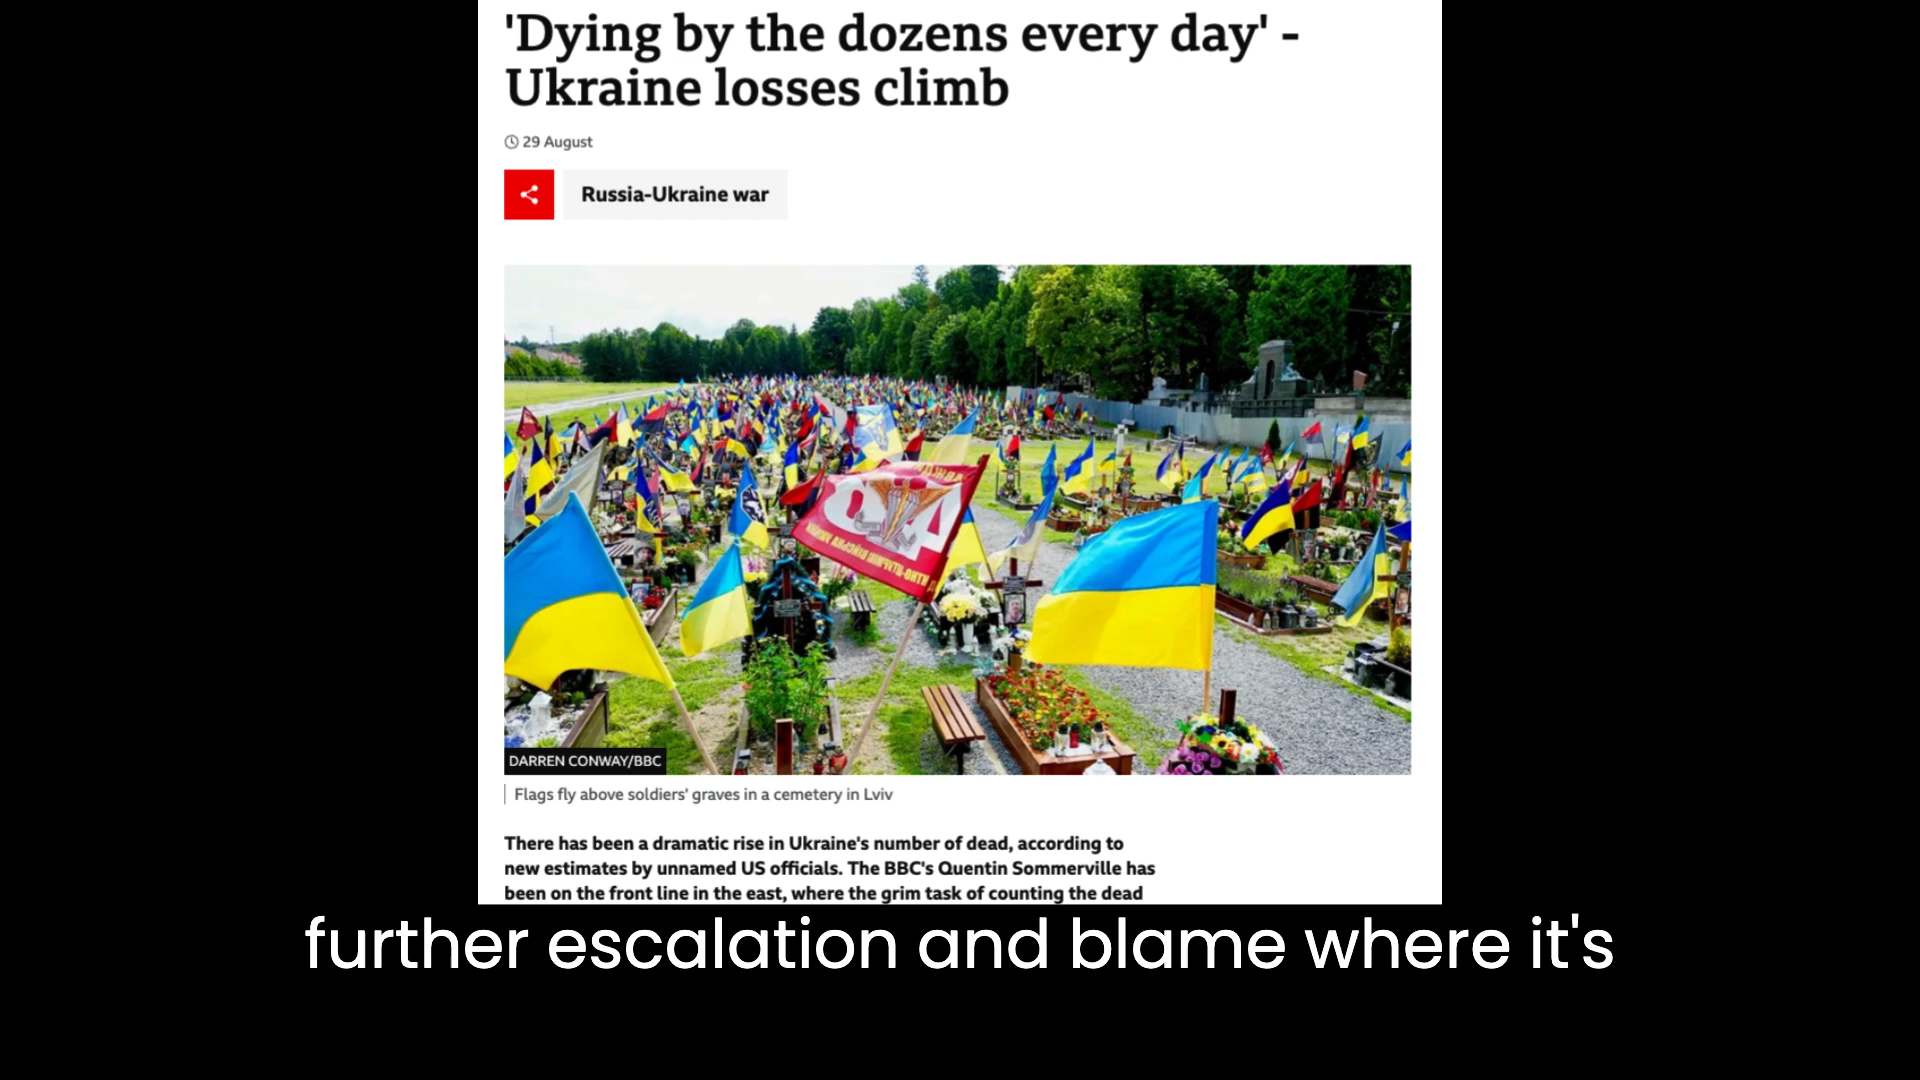 'Dying by the dozens every day' -
Ukraine losses climb
29 August
Russia-Ukraine war
DARREN CONWAY/BBC
Flags fly above soldiers' graves in a cemetery in Lviv
There has been a dramatic rise in Ukraine's number of dead, according to
new estimates by unnamed US officials. The BBC's Quentin Sommerville has
been on the front line in the east, where the grim task of counting the dead
further escalation and blame where it's